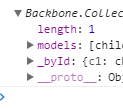 ▼ Backbone.Collec
length: 1
▶ models: [chil
▶ _byId: {c1: ch
▶ __proto__: Obj